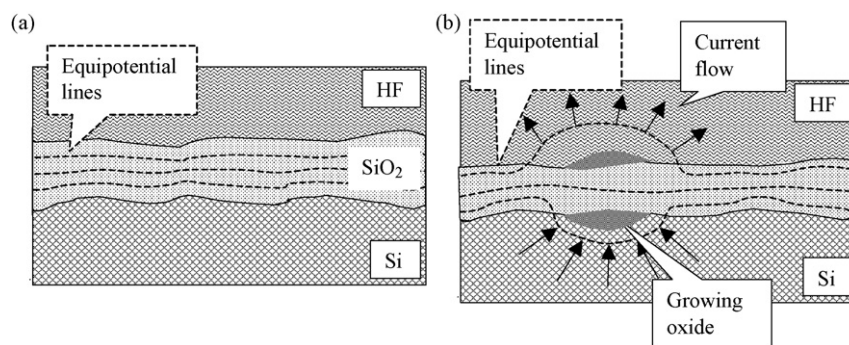 (a)
Equipotential
lines
HF
SiO₂
Si
(b)
Equipotential
lines
Current
flow
HF
Si
Growing
oxide